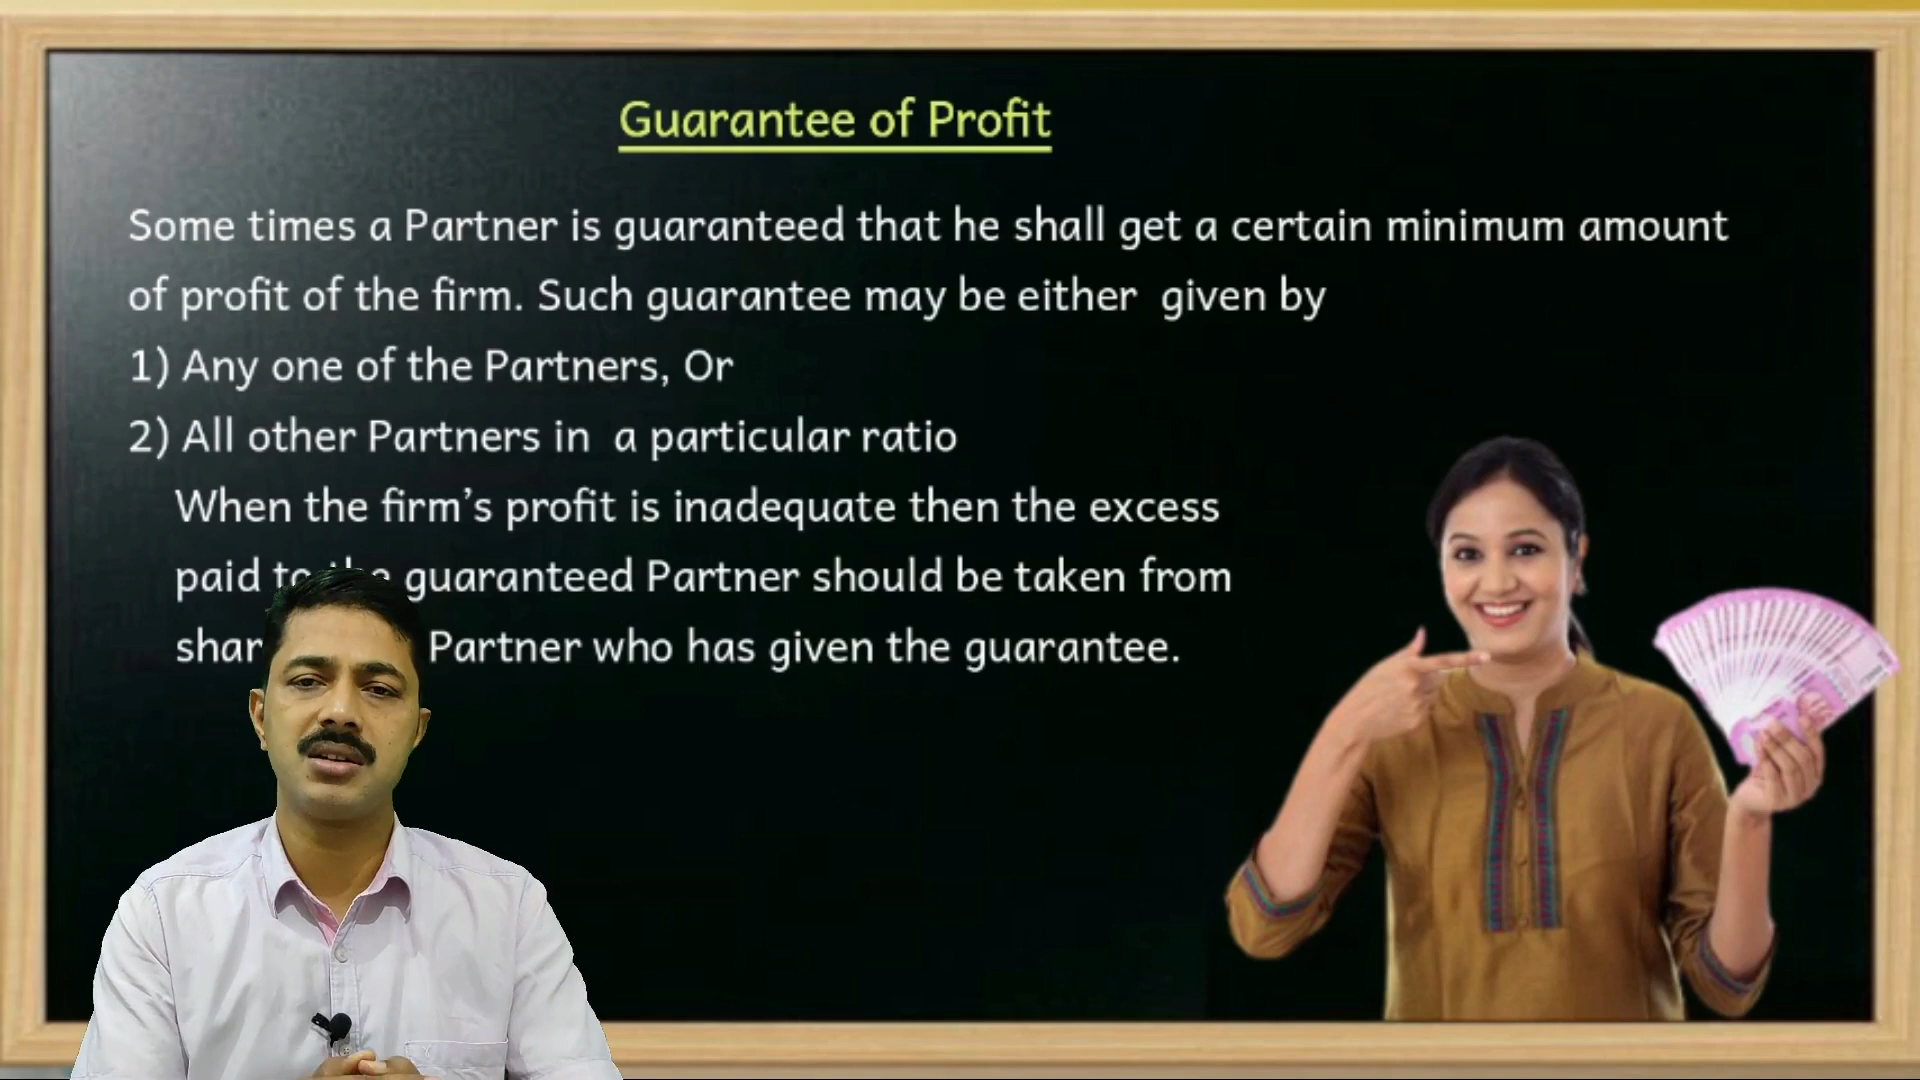 Guarantee of Profit
Some times a Partner is guaranteed that he shall get a certain minimum amount
of profit of the firm. Such guarantee may be either given by
1) Any one of the Partners, Or
2) All other Partners in a particular ratio
When the firm's profit is inadequate then the excess
paid to the guaranteed Partner should be taken from
Partner who has given the guarantee.